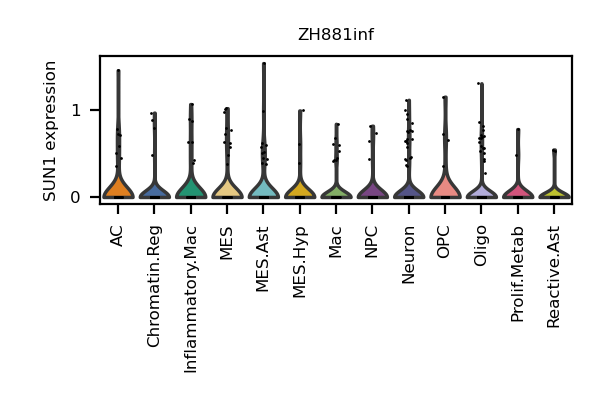 ZH881inf
SUN1 expression
1
0
AC
Chromatin.Reg
Inflammatory.Mac
MES
MES.Ast
MES.Hyp
Mac
NPC
Neuron
OPC
Oligo
Prolif.Metab
Reactive.Ast